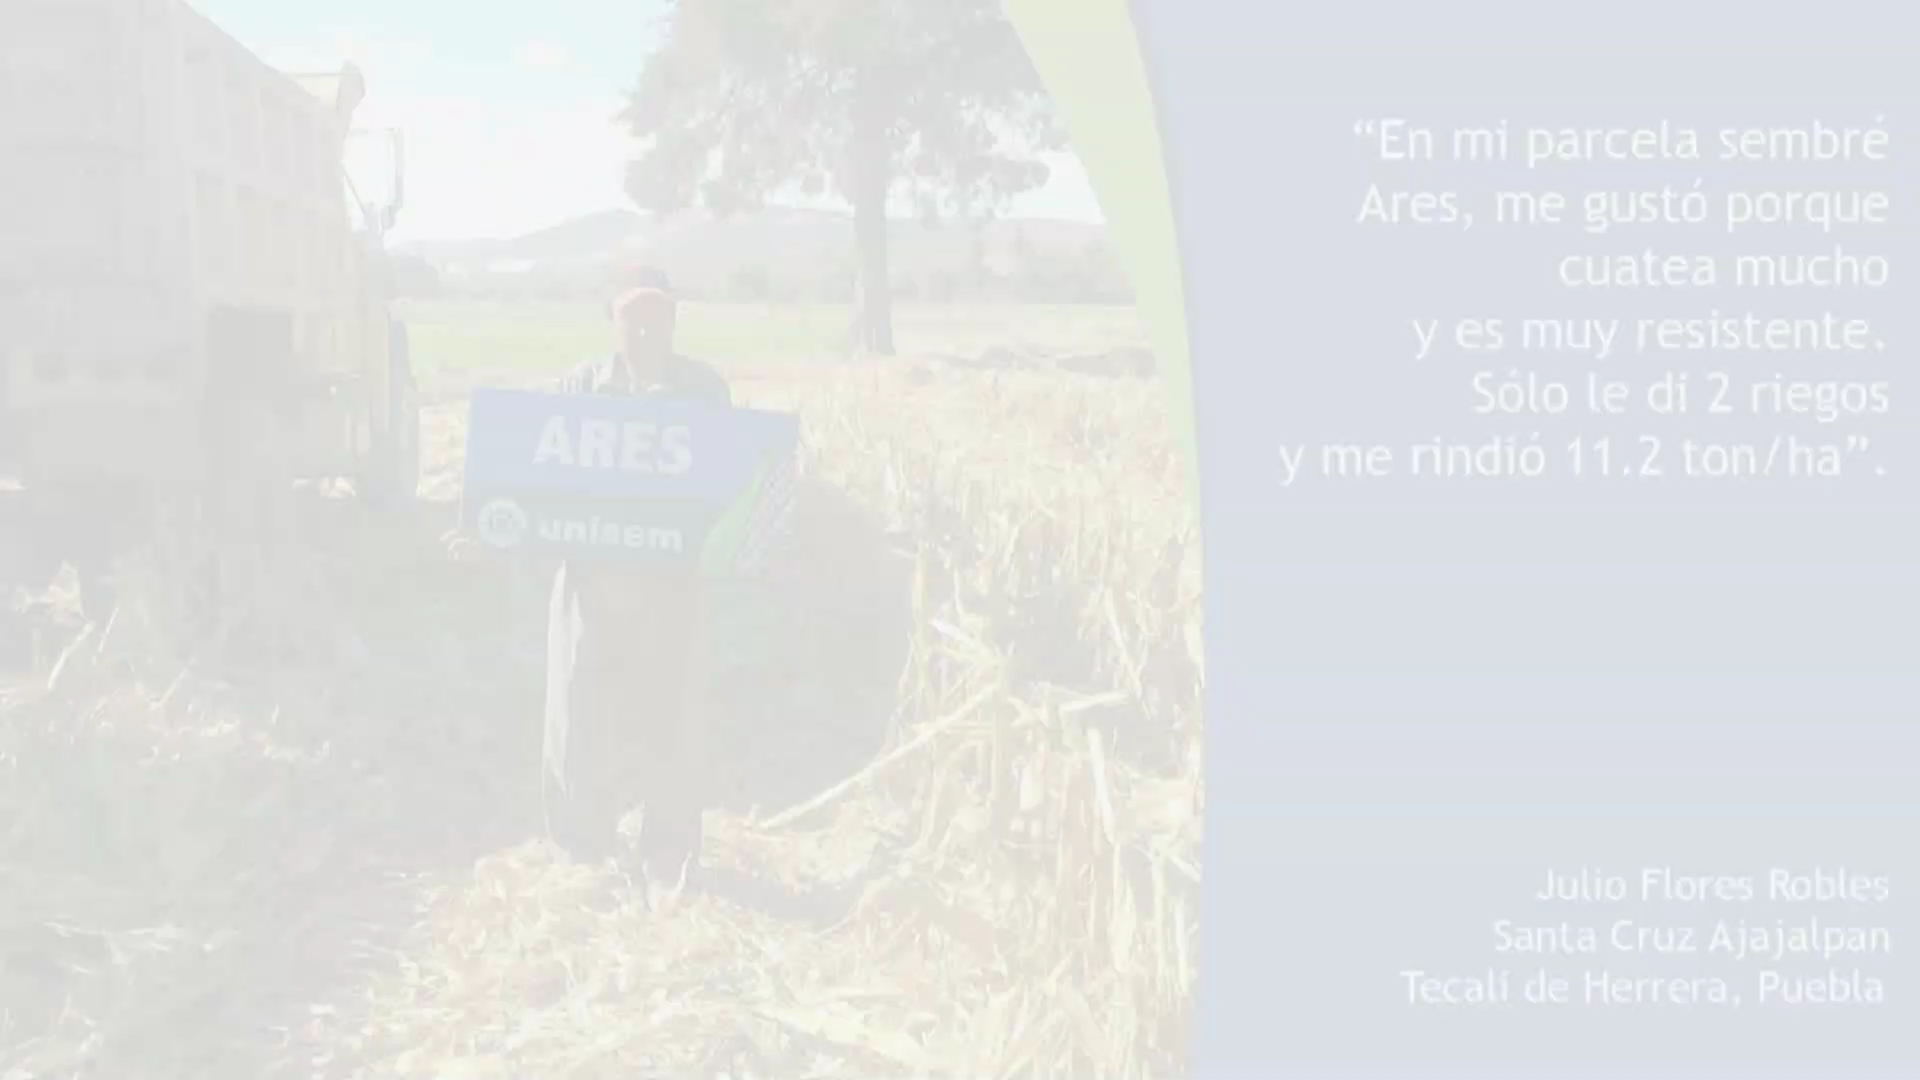 “En mi parcela sembré
Ares, me gustó porque
cuatea mucho
y es muy resistente.
Sólo le di 2 riegos
y me rindió 11.2 ton/ha”.
ARES
unisem
Julio Flores Robles
Santa Cruz Ajajalpan
Tecali de Herrera, Puebla